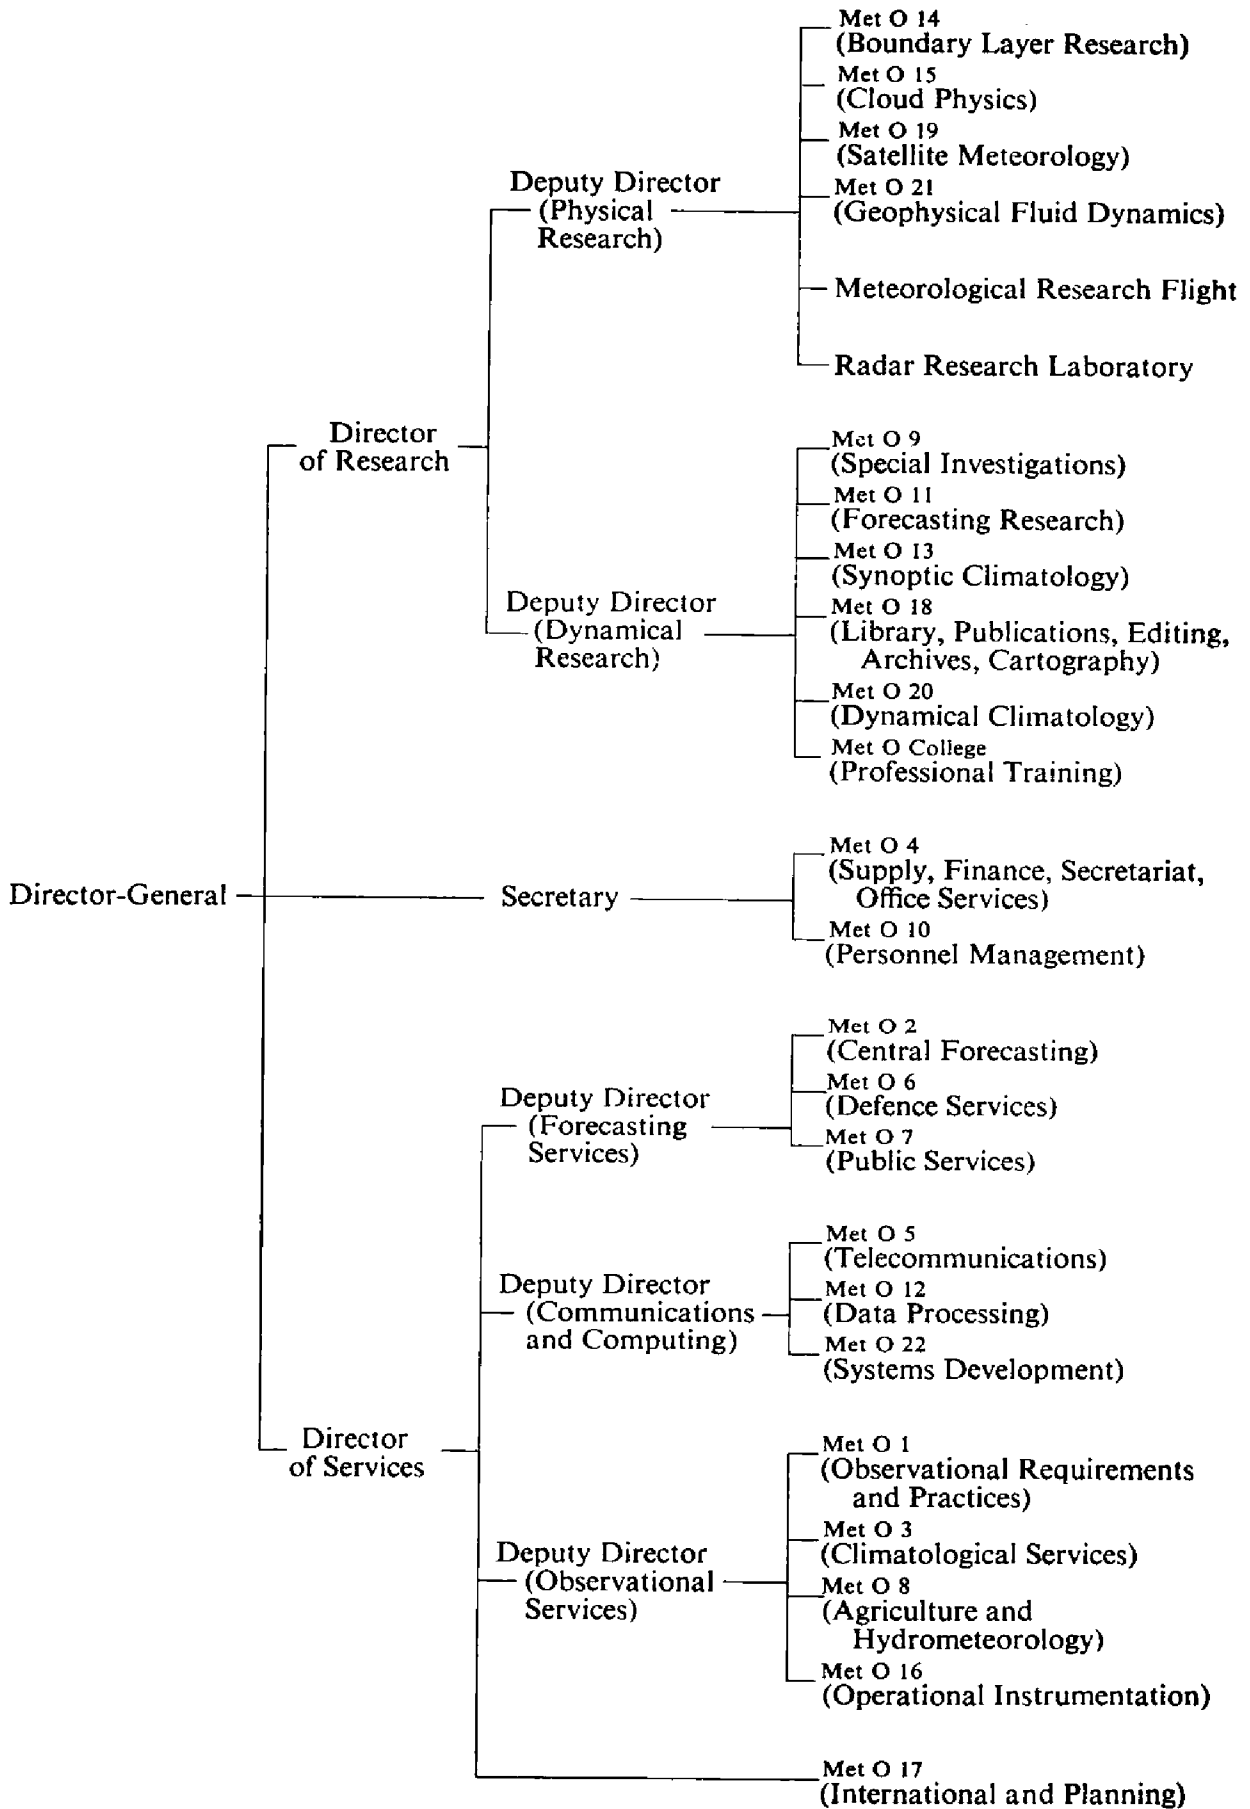 Met O 14
(Boundary Layer Research)
Met O 15
(Cloud Physics)
Met O 19
(Satellite Meteorology)
Deputy Director
(Physical
Research)
Met O 21
(Geophysical Fluid Dynamics)
Meteorological Research Flight
Radar Research Laboratory
Director
of Research
Met O 9
(Special Investigations)
Met O 11
(Forecasting Research)
Met O 13
(Synoptic Climatology)
Deputy Director
(Dynamical
Research)
Met O 18
(Library, Publications, Editing,
Archives, Cartography)
Met O 20
(Dynamical Climatology)
Met O College
(Professional Training)
Director-General
Secretary
Met O 4
(Supply, Finance, Secretariat,
Office Services)
Met O 10
(Personnel Management)
Met O 2
(Central Forecasting)
Deputy Director
(Forecasting
Services)
Met O 6
(Defence Services)
Met O 7
(Public Services)
Met O 5
(Telecommunications)
Deputy Director
(Communications
and Computing)
Met O 12
(Data Processing)
Met O 22
(Systems Development)
Director
of Services
Met O 1
(Observational Requirements
and Practices)
Met O 3
(Climatological Services)
Deputy Director
(Observational
Services)
Met O 8
(Agriculture and
Hydrometeorology)
Met O 16
(Operational Instrumentation)
Met O 17
(International and Planning)